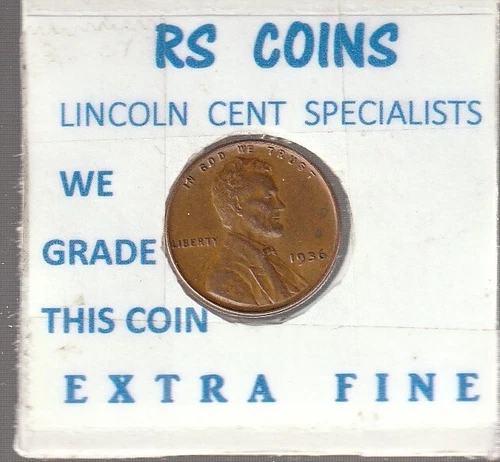 RS COINS
LINCOLN CENT SPECIALISTS
WE
GRADE
THIS COIN
EXTRA FINE
IN GOD WE TRUST
LIBERTY
1936